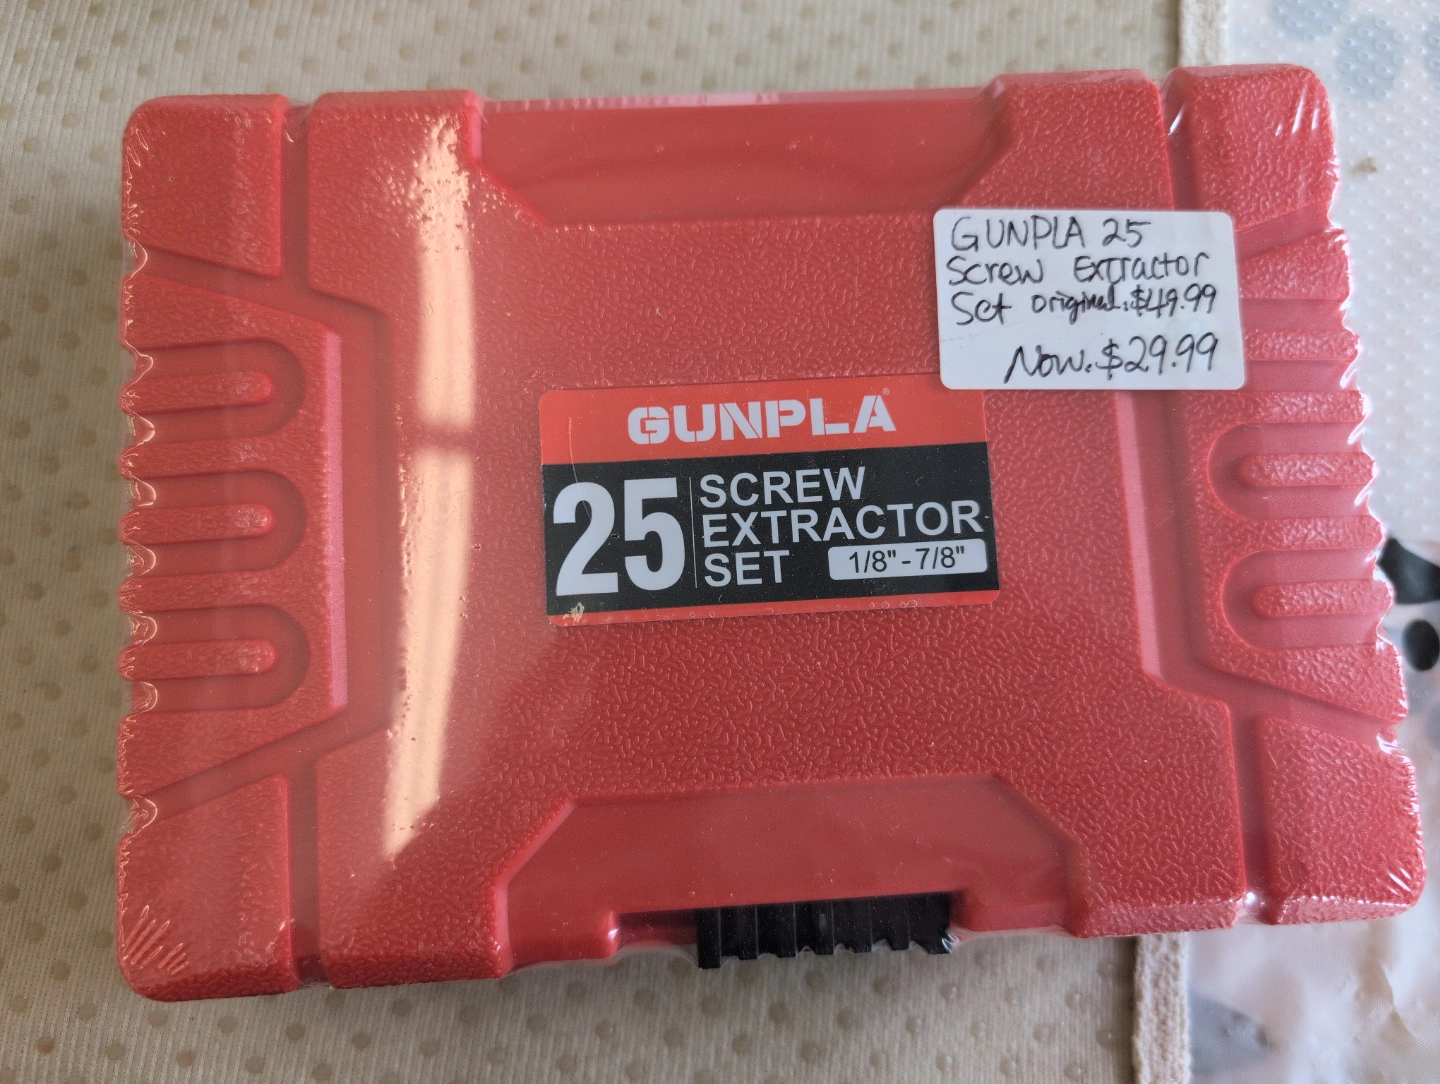 GUNPLA 25
Screw Extractor
Set original: $49.99
Now. $29.99
GUNPLA®
25 SCREW
EXTRACTOR
SET 1/8" - 7/8"